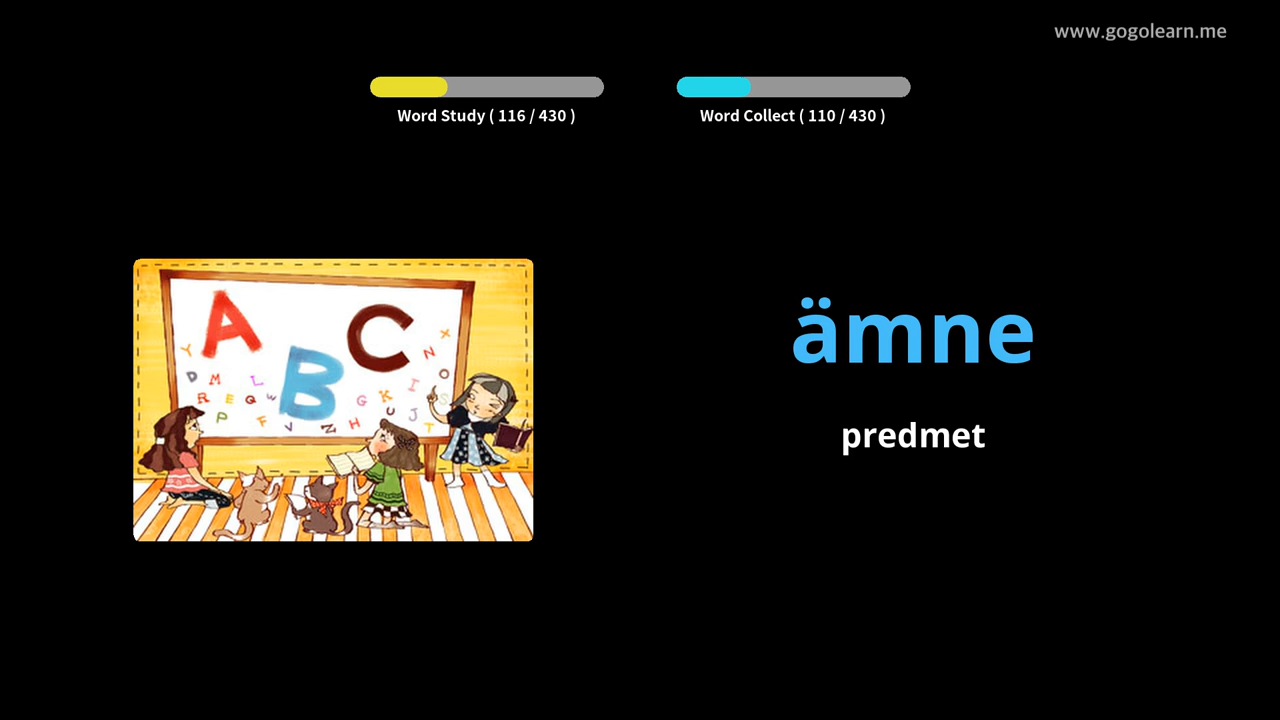 www.gogolearn.me
Word Study ( 116 / 430 )
Word Collect ( 110 / 430 )
A
B
C
X
Y
N
D M L O
R E Q W G K I S
P F V Z H U J T
ämne
predmet